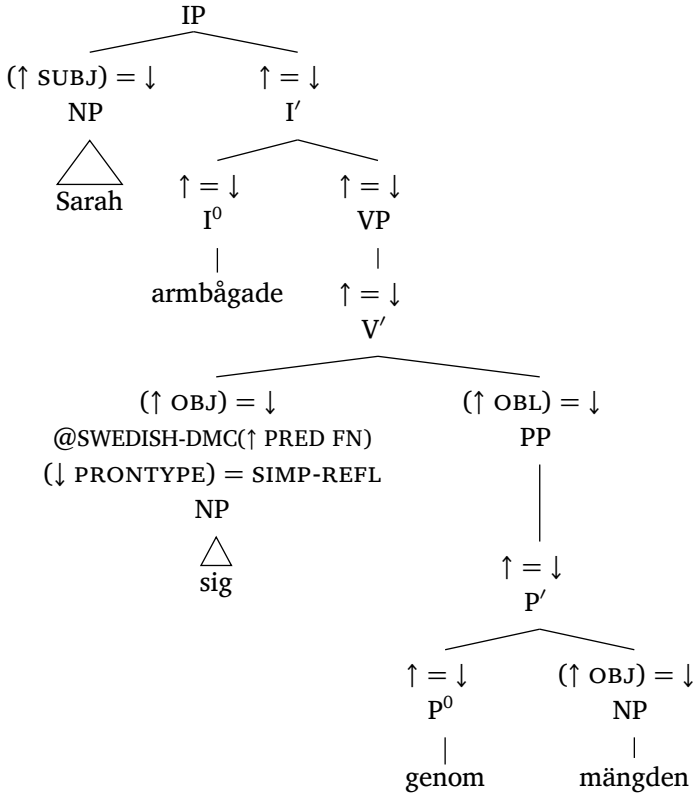 IP
(↑ SUBJ) = ↓ ↑ = ↓
NP I′
Sarah
↑ = ↓ ↑ = ↓
I⁰ VP
armbågade ↑ = ↓
V′
(↑ OBJ) = ↓ (↑ OBL) = ↓
@SWEDISH-DMC(↑ PRED FN) PP
(↓ PRONTYPE) = SIMP-REFL
NP
sig
↑ = ↓
P′
↑ = ↓ (↑ OBJ) = ↓
P⁰ NP
genom mängden